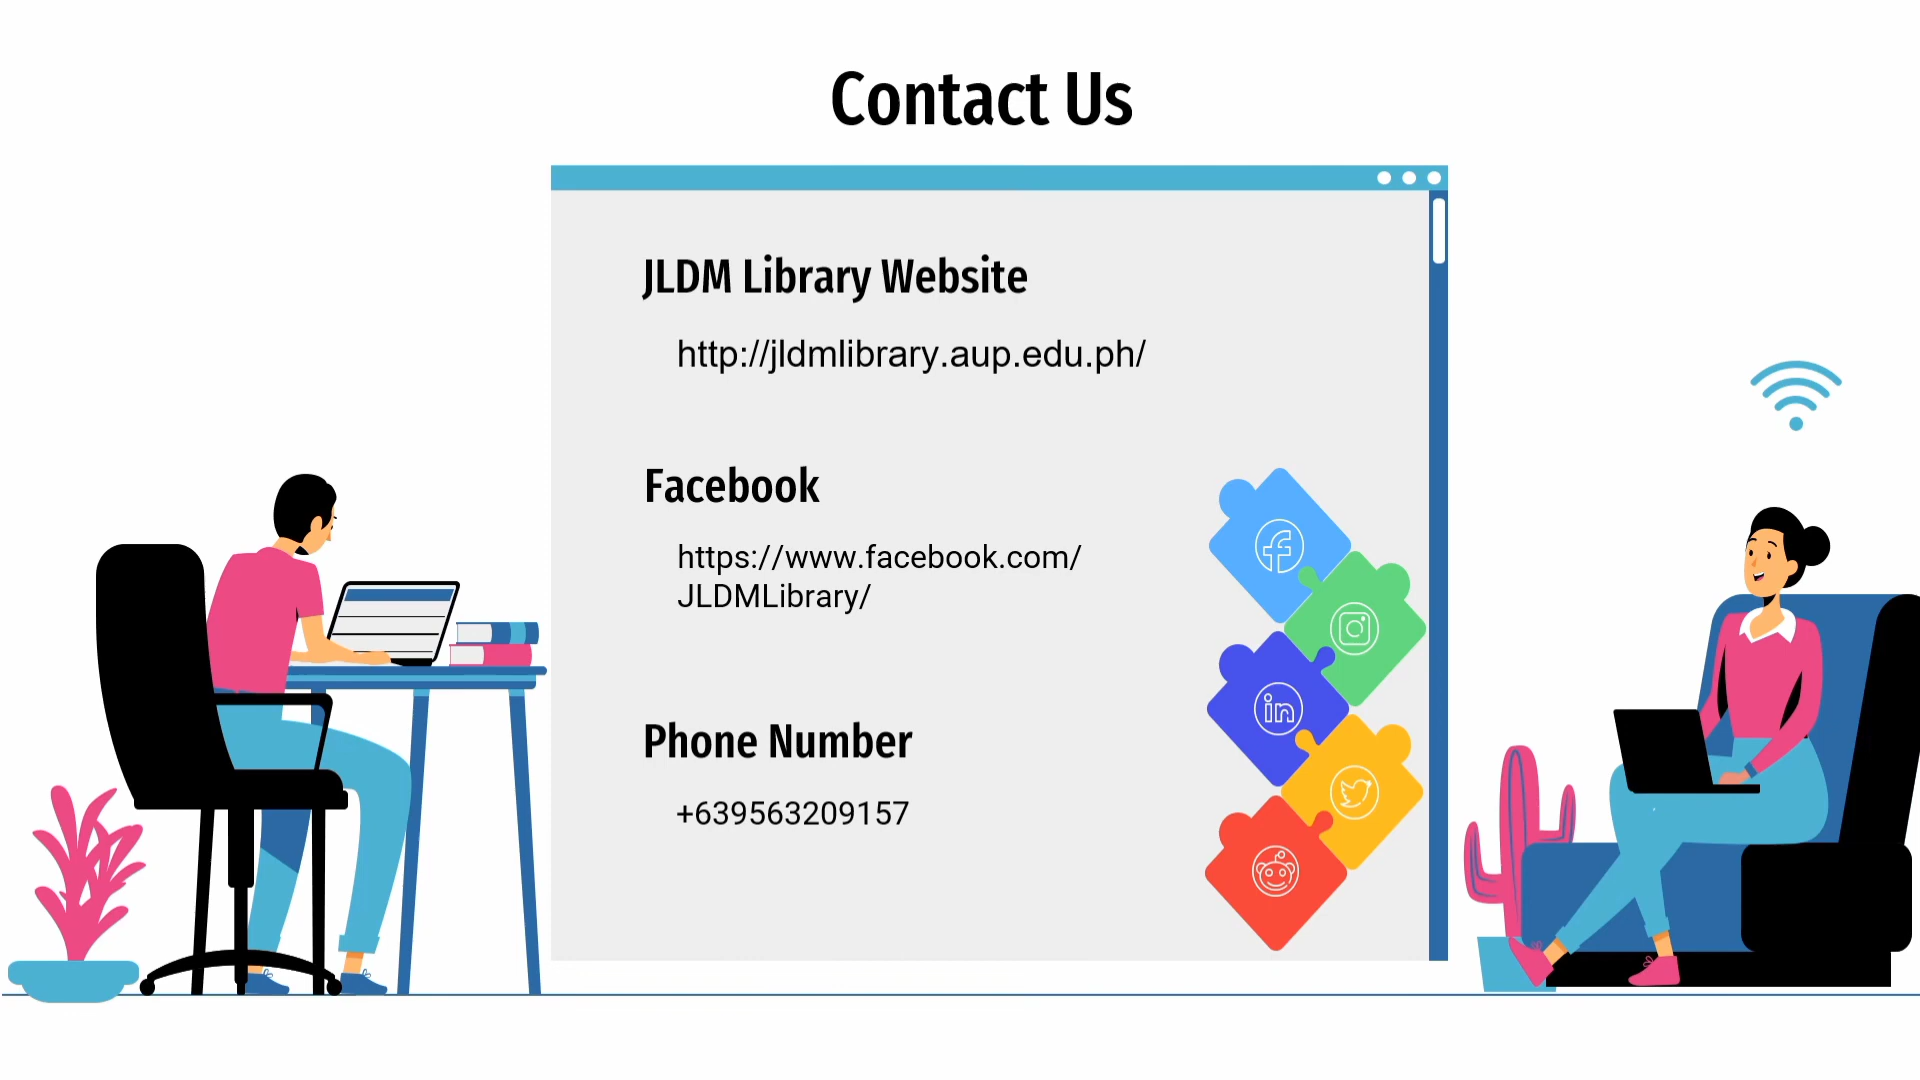 Contact Us
JLDM Library Website
http://jldmlibrary.aup.edu.ph/
Facebook
https://www.facebook.com/
JLDMLibrary/
Phone Number
+639563209157
in